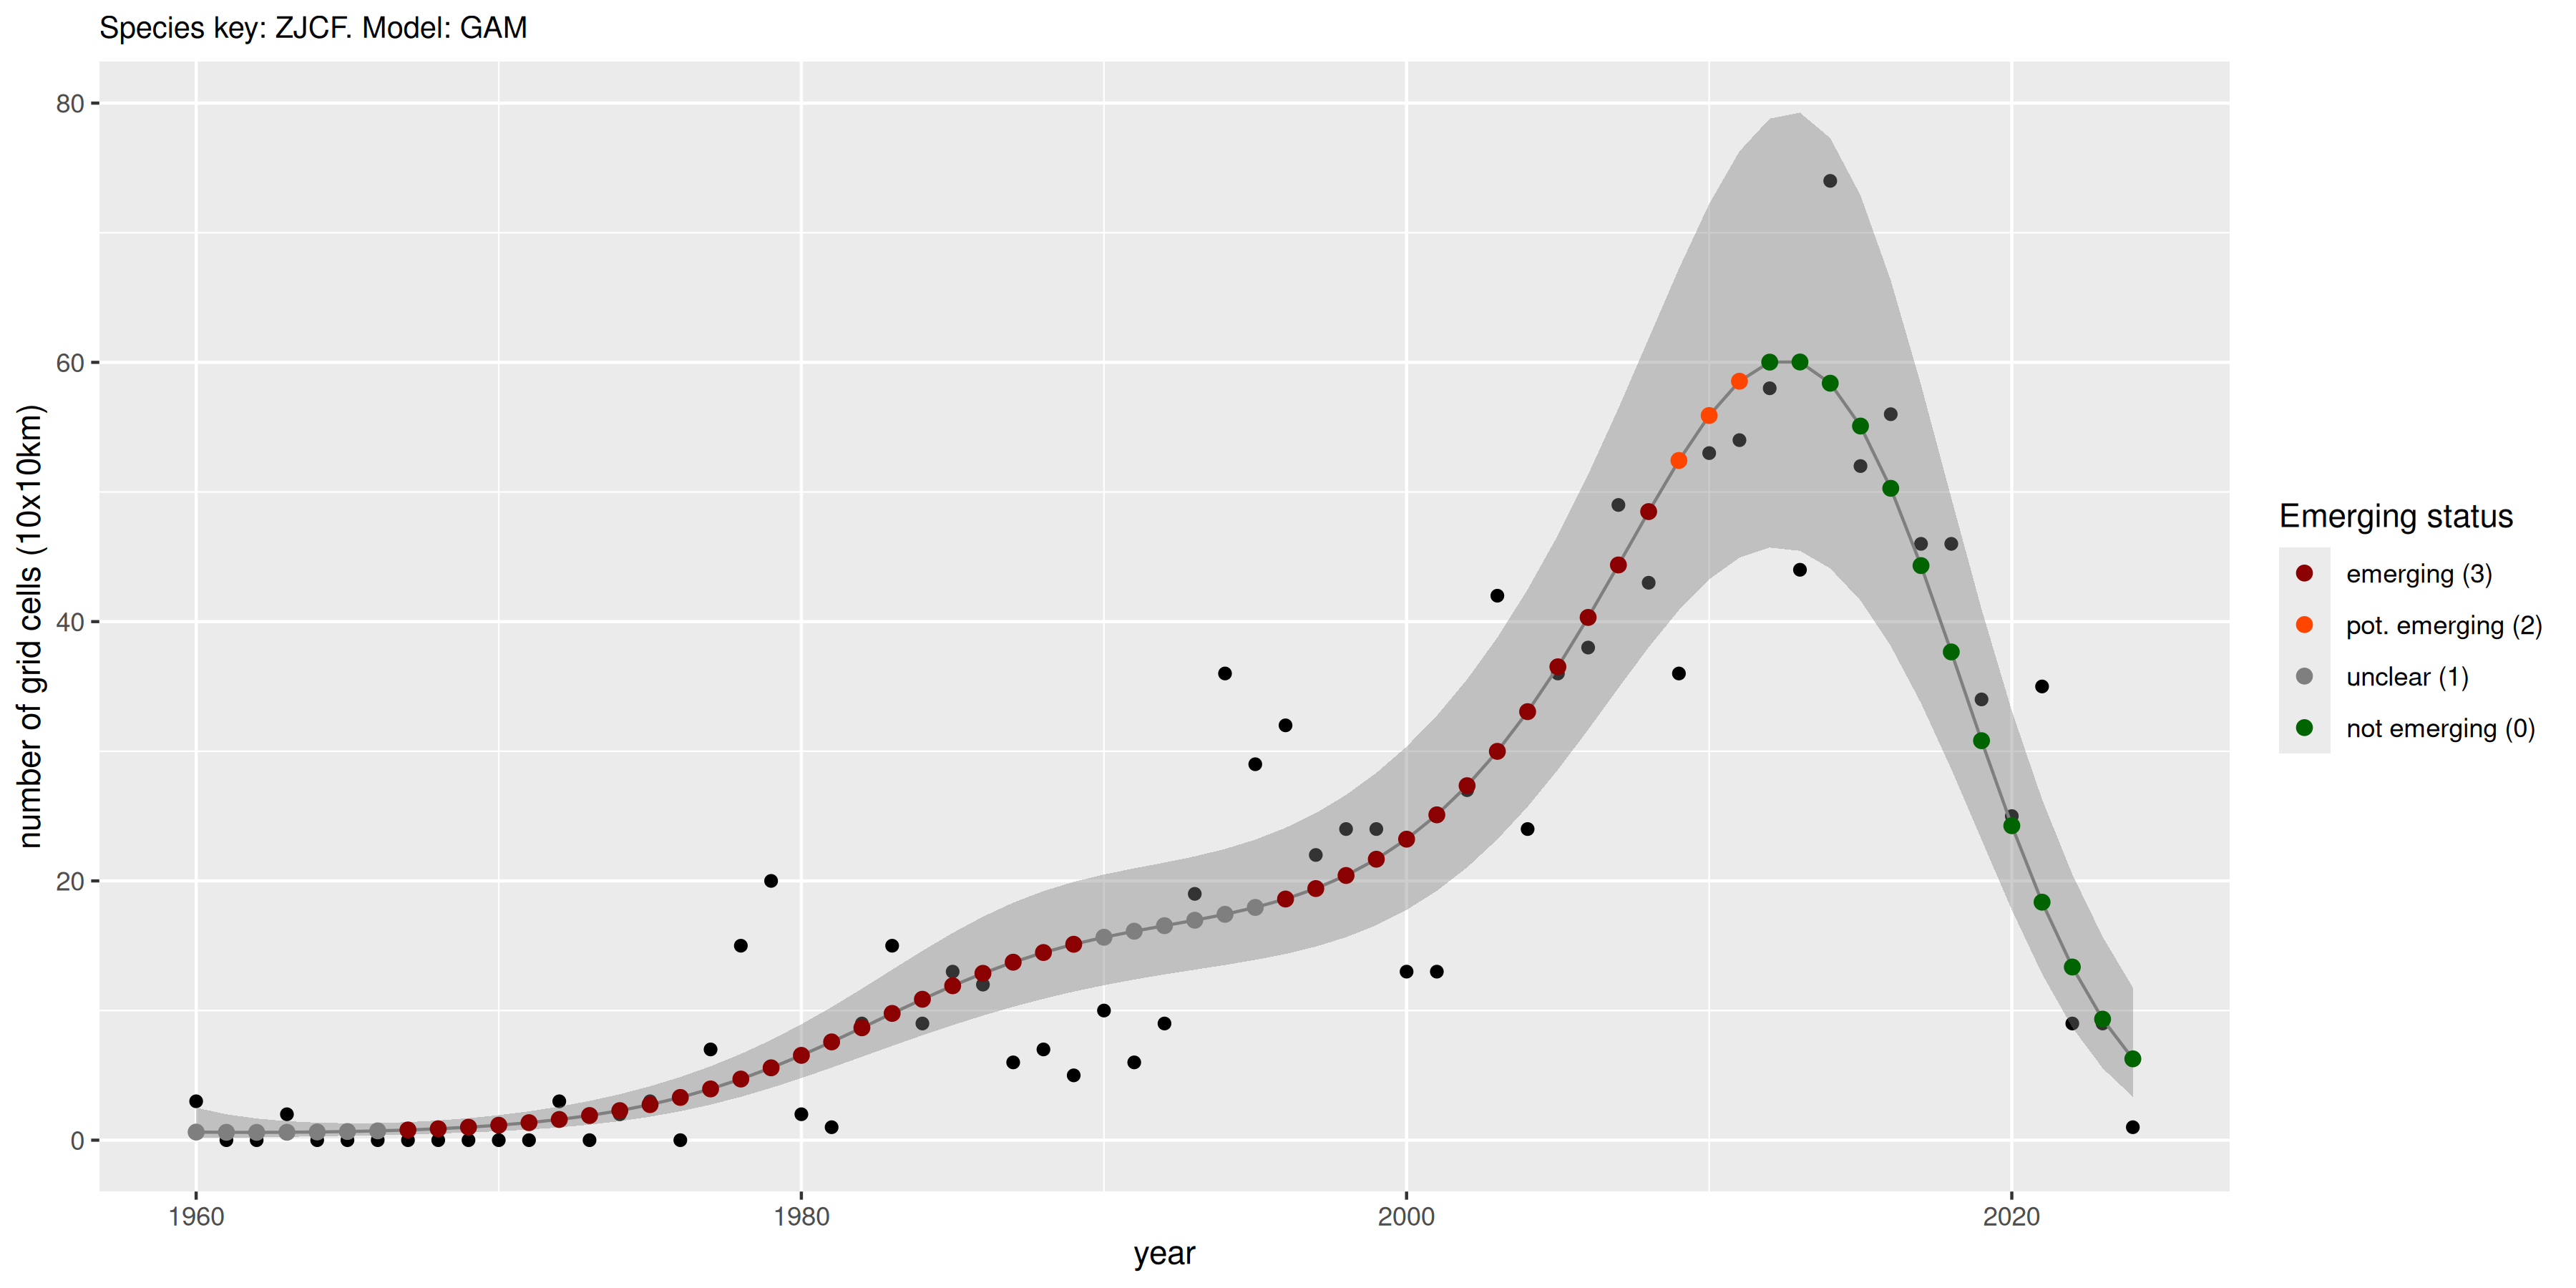 Species key: ZJCF. Model: GAM
80
60
40
20
0
number of grid cells (10x10km)
1960
1980
2000
2020
year
Emerging status
emerging (3)
pot. emerging (2)
unclear (1)
not emerging (0)